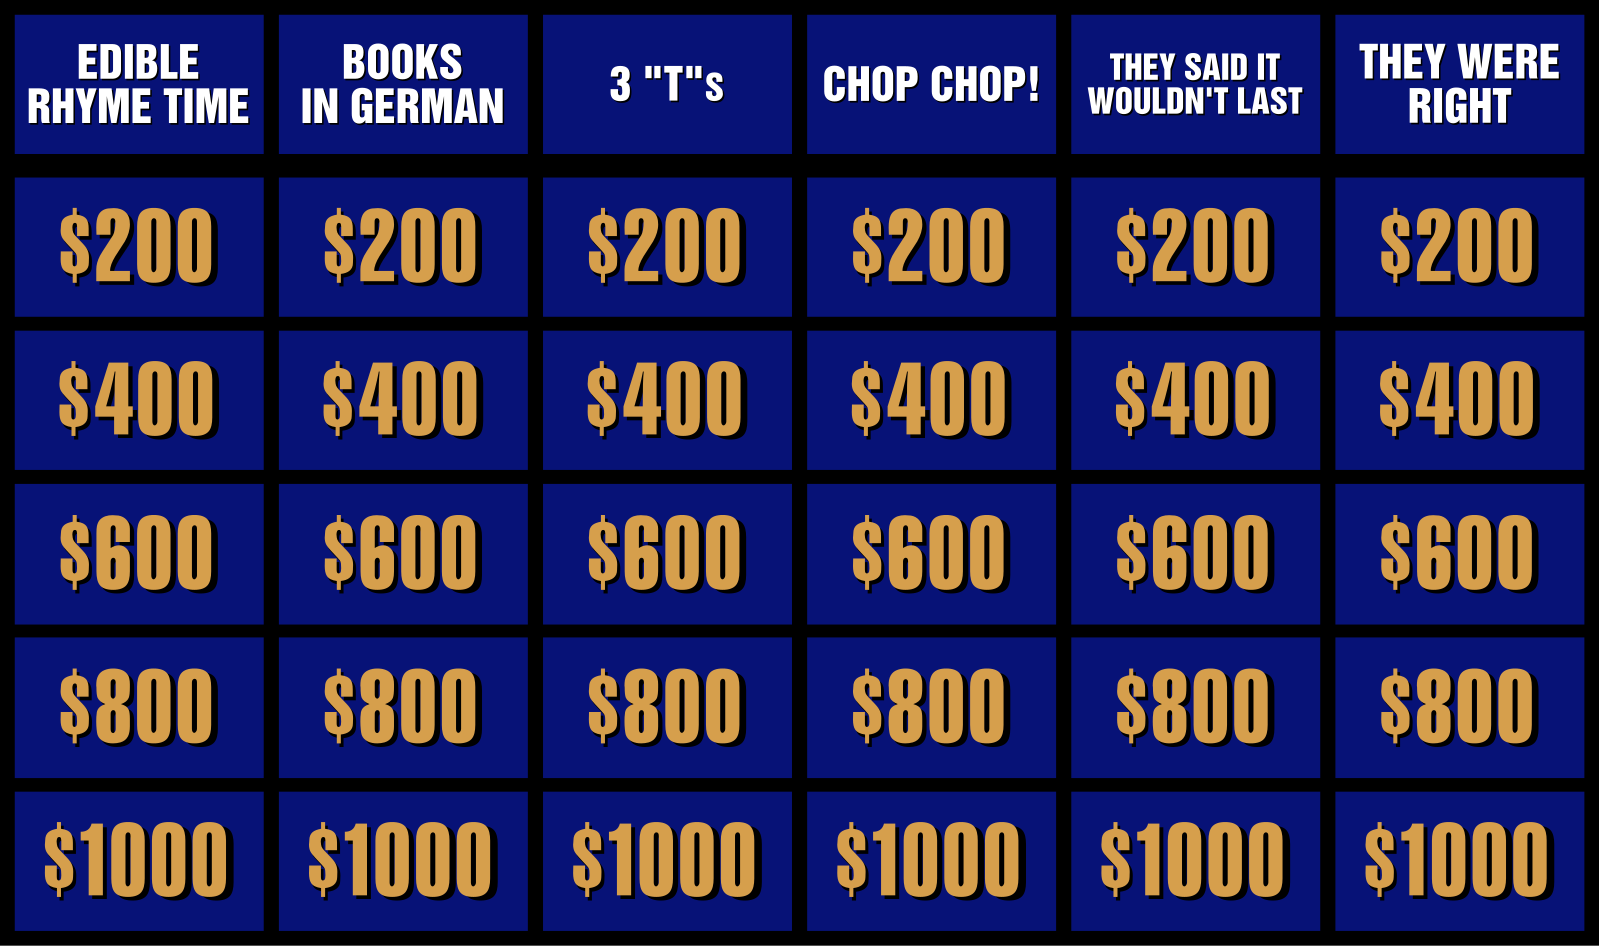 EDIBLE
RHYME TIME
BOOKS
IN GERMAN
3 "T"s
CHOP CHOP!
THEY SAID IT
WOULDN'T LAST
THEY WERE
RIGHT
$200 $200 $200 $200 $200 $200
$400 $400 $400 $400 $400 $400
$600 $600 $600 $600 $600 $600
$800 $800 $800 $800 $800 $800
$1000 $1000 $1000 $1000 $1000 $1000